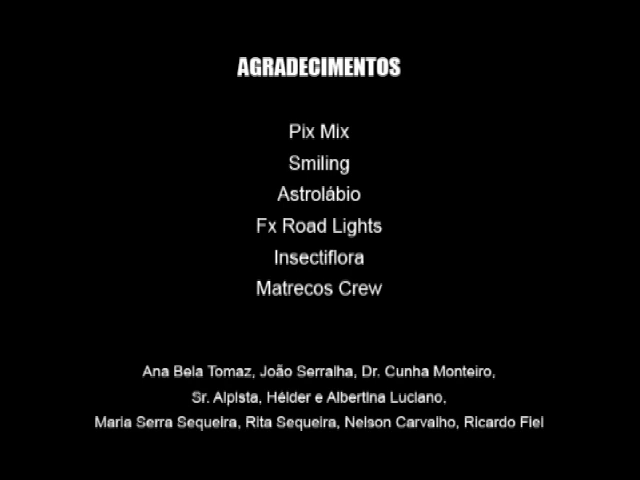 AGRADECIMENTOS
Pix Mix
Smiling
Astrolábio
Fx Road Lights
Insectiflora
Matrecos Crew
Ana Bela Tomaz, João Serralha, Dr. Cunha Monteiro,
Sr. Alpista, Hélder e Albertina Luciano,
Maria Serra Sequeira, Rita Sequeira, Nelson Carvalho, Ricardo Fiel